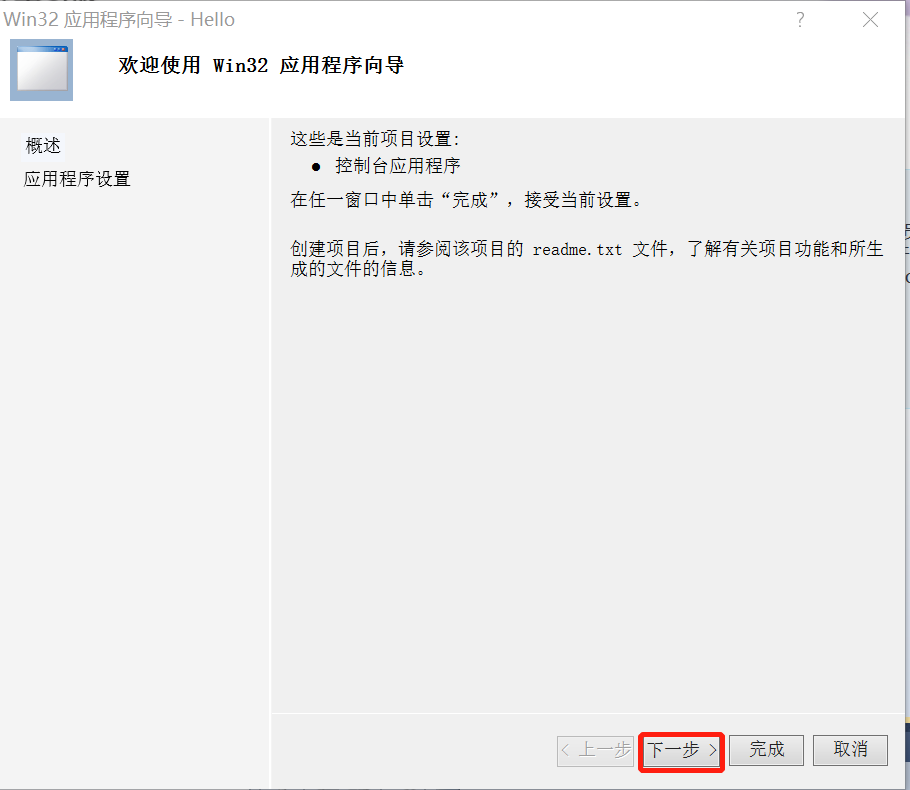 Win32 应用程序向导 - Hello
?
欢迎使用 Win32 应用程序向导
概述
应用程序设置
这些是当前项目设置:
● 控制台应用程序
在任一窗口中单击“完成”，接受当前设置。
创建项目后，请参阅该项目的 readme.txt 文件，了解有关项目功能和所生
成的文件的信息。
< 上一步 下一步 > 完成 取消